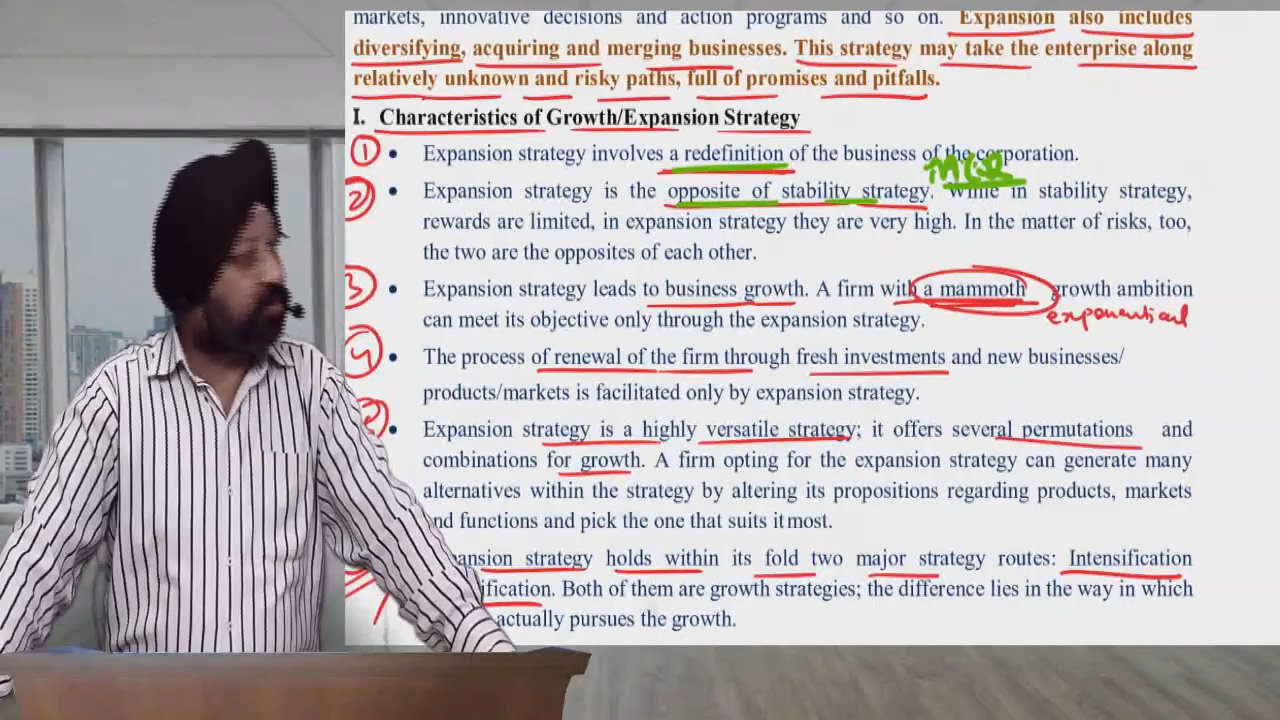 markets, innovative decisions and action programs and so on. Expansion also includes
diversifying, acquiring and merging businesses. This strategy may take the enterprise along
relatively unknown and risky paths, full of promises and pitfalls.
I. Characteristics of Growth/Expansion Strategy
① • Expansion strategy involves a redefinition of the business of the corporation.
MCQ
② • Expansion strategy is the opposite of stability strategy. While in stability strategy,
rewards are limited, in expansion strategy they are very high. In the matter of risks, too,
the two are the opposites of each other.
③ • Expansion strategy leads to business growth. A firm with a mammoth growth ambition
exponential
can meet its objective only through the expansion strategy.
④ • The process of renewal of the firm through fresh investments and new businesses/
products/markets is facilitated only by expansion strategy.
• Expansion strategy is a highly versatile strategy; it offers several permutations and
combinations for growth. A firm opting for the expansion strategy can generate many
alternatives within the strategy by altering its propositions regarding products, markets
nd functions and pick the one that suits it most.
ansion strategy holds within its fold two major strategy routes: Intensification
ification. Both of them are growth strategies; the difference lies in the way in which
actually pursues the growth.